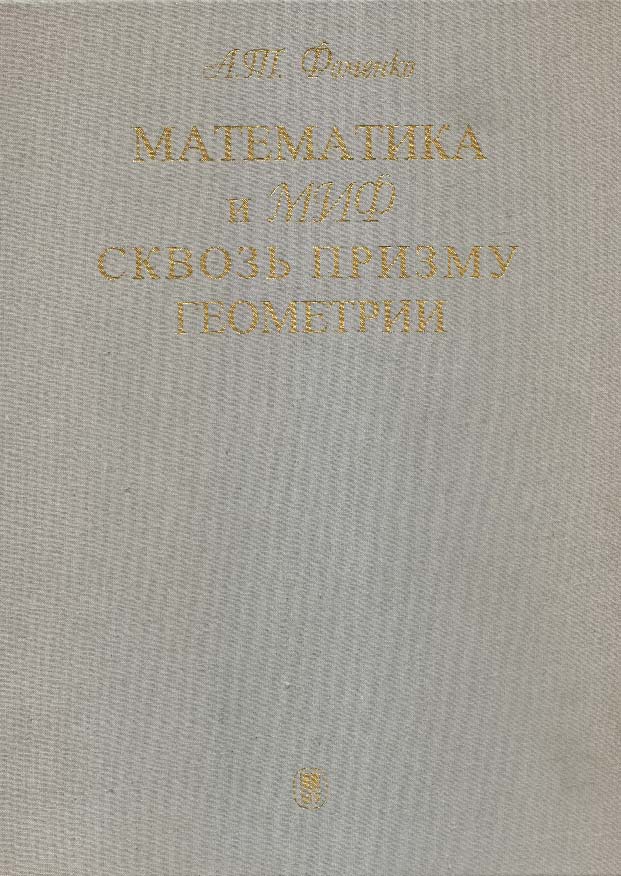 А.Т. Фоменко
МАТЕМАТИКА
и МИФ
СКВОЗЬ ПРИЗМУ
ГЕОМЕТРИИ